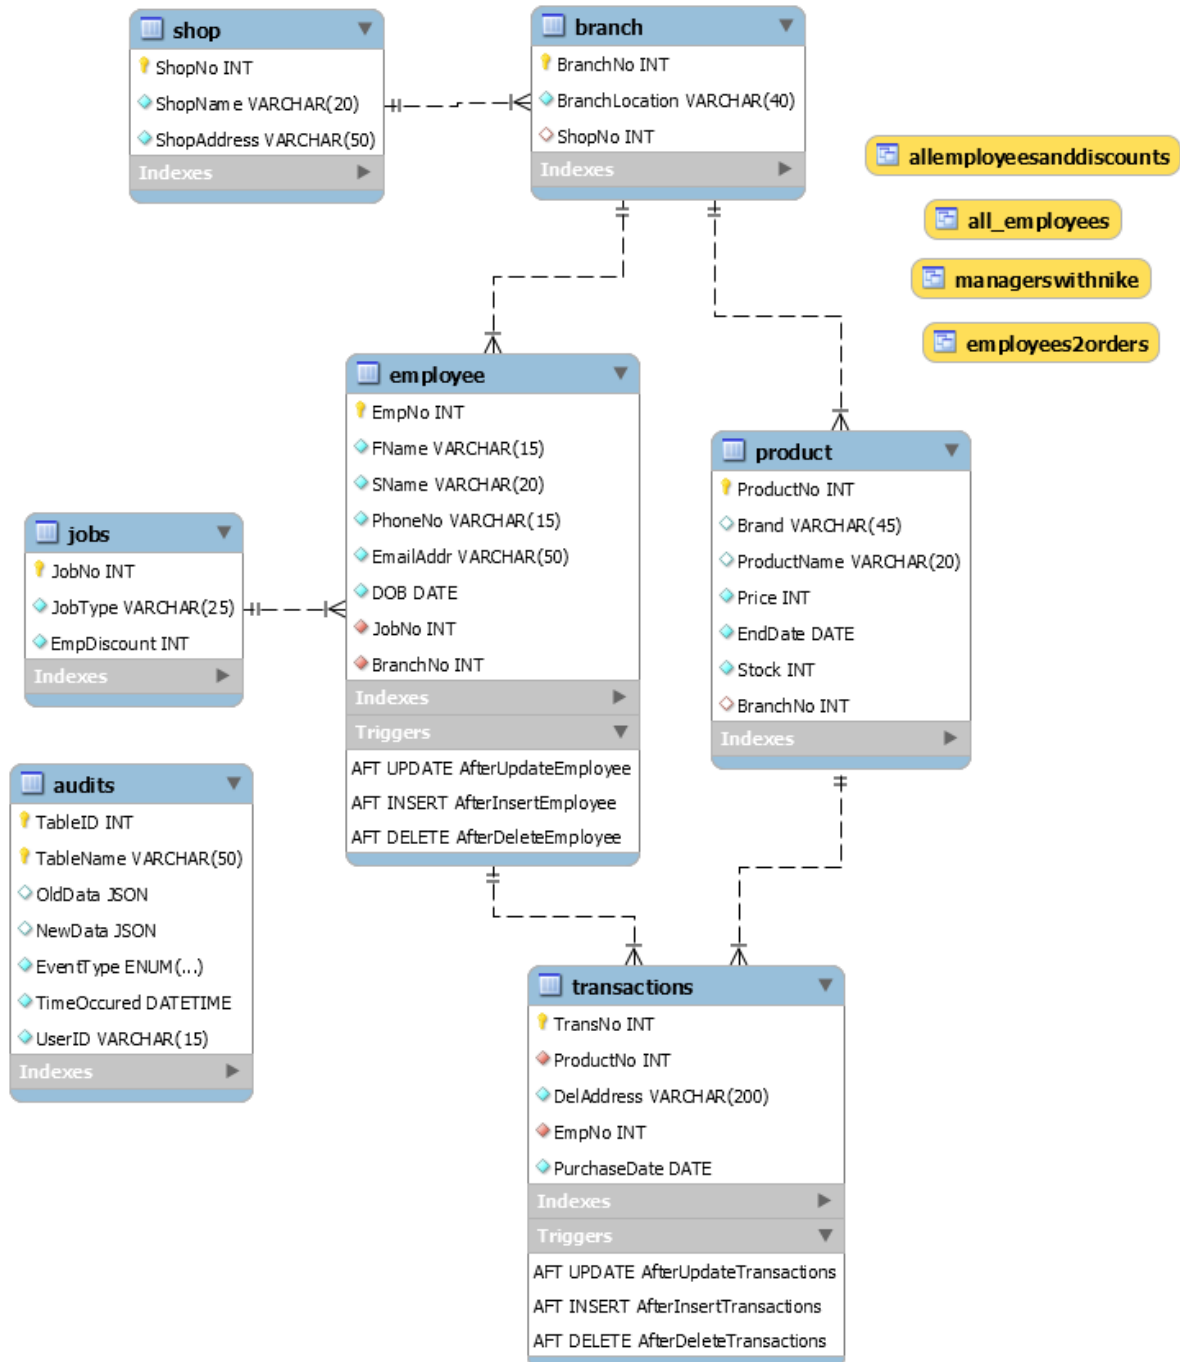 shop
ShopNo INT
ShopName VARCHAR(20)
ShopAddress VARCHAR(50)
Indexes
branch
BranchNo INT
BranchLocation VARCHAR(40)
ShopNo INT
Indexes
allemployeesanddiscounts
all_employees
managerswithnike
employees2orders
employee
EmpNo INT
FName VARCHAR(15)
SName VARCHAR(20)
PhoneNo VARCHAR(15)
EmailAddr VARCHAR(50)
DOB DATE
JobNo INT
BranchNo INT
Indexes
Triggers
AFT UPDATE AfterUpdateEmployee
AFT INSERT AfterInsertEmployee
AFT DELETE AfterDeleteEmployee
product
ProductNo INT
Brand VARCHAR(45)
ProductName VARCHAR(20)
Price INT
EndDate DATE
Stock INT
BranchNo INT
Indexes
jobs
JobNo INT
JobType VARCHAR(25)
EmpDiscount INT
Indexes
audits
TableID INT
TableName VARCHAR(50)
OldData JSON
NewData JSON
EventType ENUM(...)
TimeOccured DATETIME
UserID VARCHAR(15)
Indexes
transactions
TransNo INT
ProductNo INT
DelAddress VARCHAR(200)
EmpNo INT
PurchaseDate DATE
Indexes
Triggers
AFT UPDATE AfterUpdateTransactions
AFT INSERT AfterInsertTransactions
AFT DELETE AfterDeleteTransactions